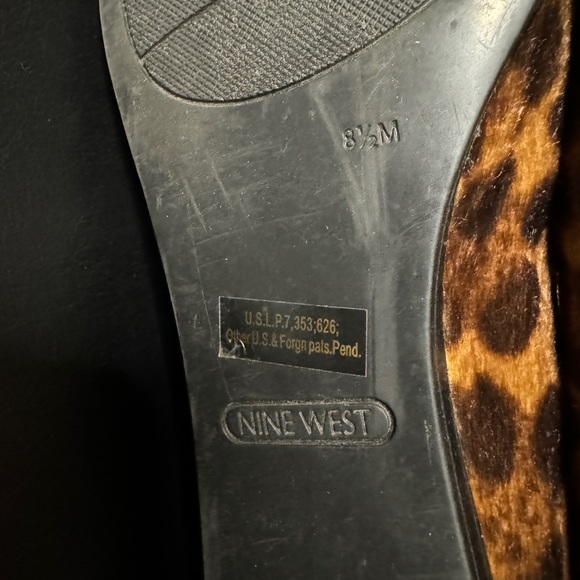 8½M
U.S.L.P.7,353;626;
Other U.S.&Forgn pats.Pend.
NINE WEST